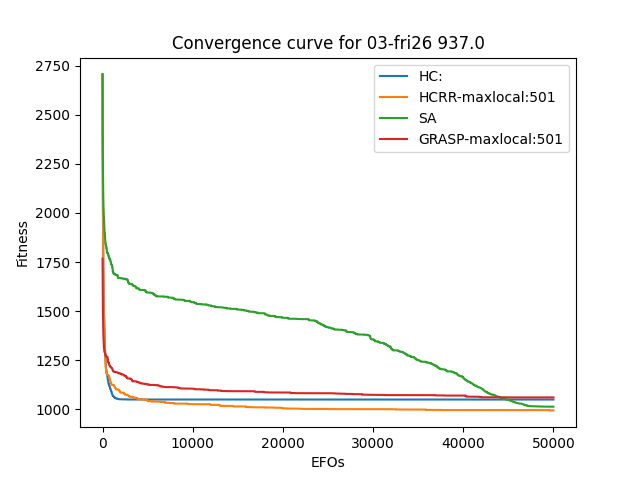 Convergence curve for 03-fri26 937.0
HC:
HCRR-maxlocal:501
SA
GRASP-maxlocal:501
Fitness
2750
2500
2250
2000
1750
1500
1250
1000
0 10000 20000 30000 40000 50000
EFOs